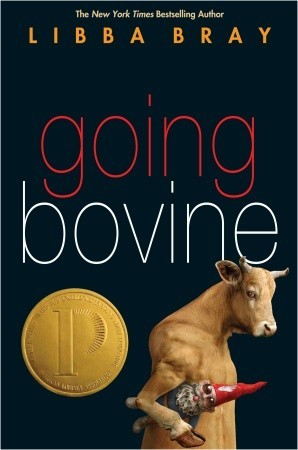 The New York Times Bestselling Author
LIBBA BRAY
going
bovine
P